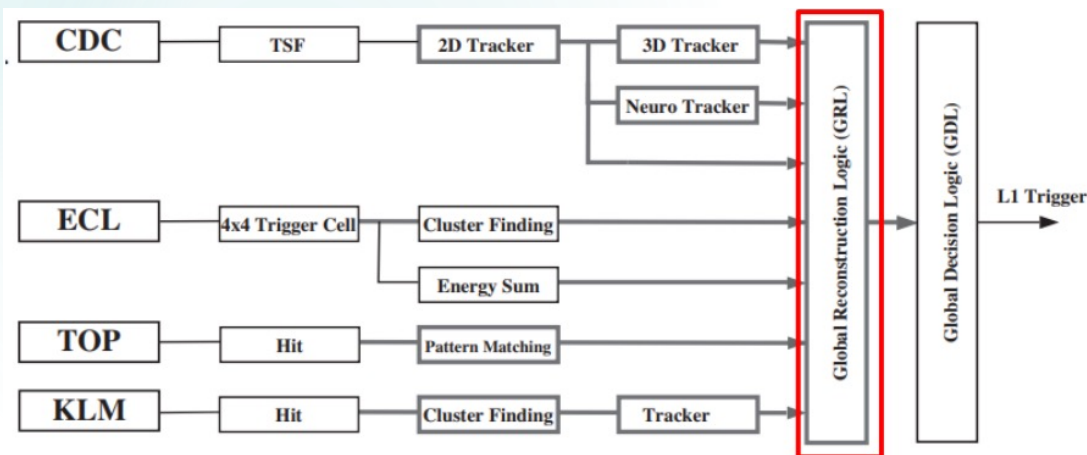 CDC
TSF
2D Tracker
3D Tracker
Neuro Tracker
ECL
4x4 Trigger Cell
Cluster Finding
Energy Sum
TOP
Hit
Pattern Matching
KLM
Hit
Cluster Finding
Tracker
Global Reconstruction Logic (GRL)
Global Decision Logic (GDL)
L1 Trigger